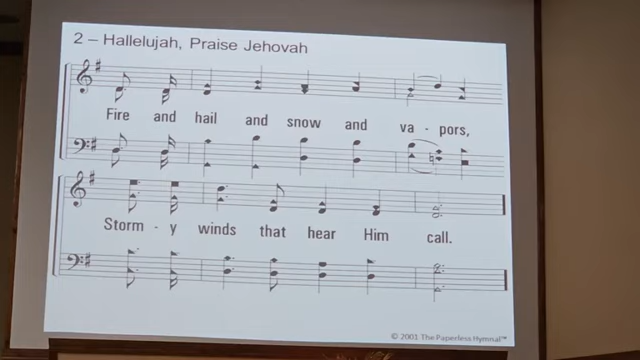 2 – Hallelujah, Praise Jehovah
Fire and hail and snow and va - pors,
Storm - y winds that hear Him call.
© 2001 The Paperless Hymnal™